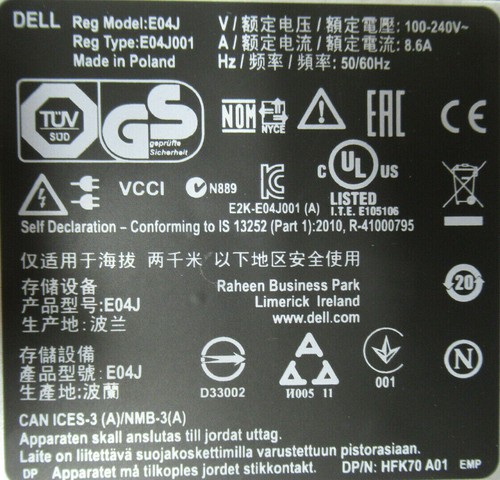 DELL Reg Model:E04J V / 额定电压 / 額定電壓: 100-240V~
Reg Type:E04J001 A / 额定电流 / 額定電流: 8.6A
Made in Poland Hz / 频率 / 頻率: 50/60Hz
TÜV SÜD GS geprüfte Sicherheit
NOM NYCE EAC CE
VCCI N889 c UL US
LISTED
I.T.E. E105106
E2K-E04J001 (A)
Self Declaration – Conforming to IS 13252 (Part 1):2010, R-41000795
仅适用于海拔 两千米 以下地区安全使用
存储设备 Raheen Business Park
产品型号:E04J Limerick Ireland
生产地:波兰 www.dell.com
20
存儲設備
產品型號:E04J
生產地:波蘭
D33002 И005 11 001 N
CAN ICES-3 (A)/NMB-3(A)
Apparaten skall anslutas till jordat uttag.
Laite on liitettävä suojakoskettimilla varustettuun pistorasiaan.
DP Apparatet må tilkoples jordet stikkontakt. DP/N: HFK70 A01 EMP